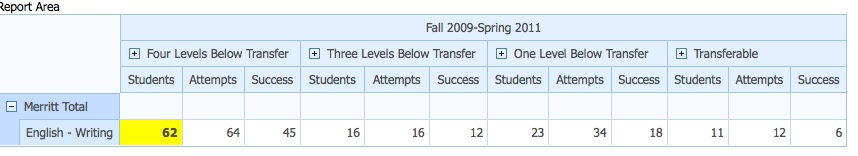 Report Area
Fall 2009-Spring 2011
Four Levels Below Transfer Three Levels Below Transfer One Level Below Transfer Transferable
Students Attempts Success Students Attempts Success Students Attempts Success Students Attempts Success
Merritt Total
English - Writing 62 64 45 16 16 12 23 34 18 11 12 6